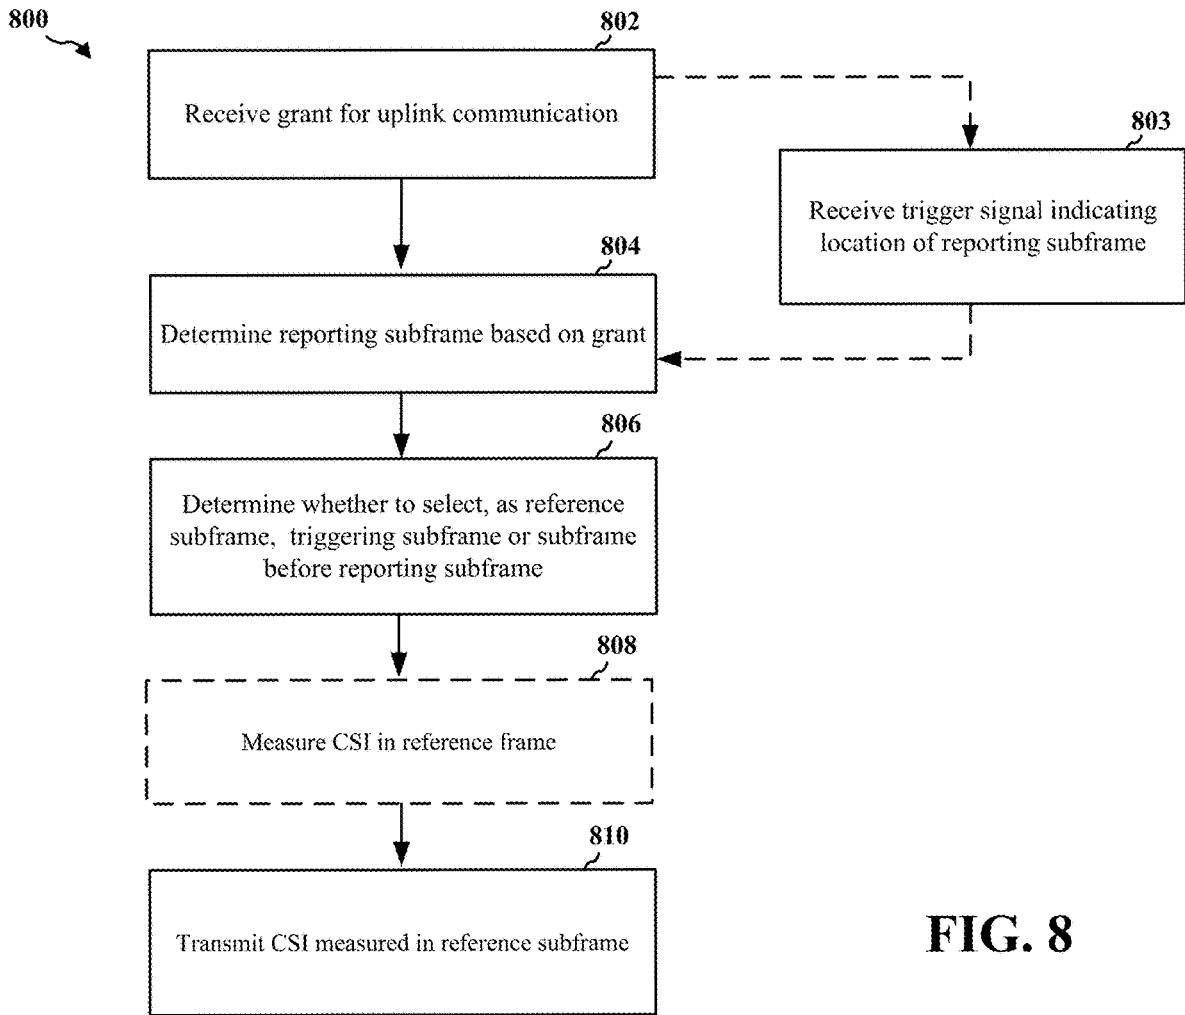 800
802
Receive grant for uplink communication
803
Receive trigger signal indicating
location of reporting subframe
804
Determine reporting subframe based on grant
806
Determine whether to select, as reference
subframe, triggering subframe or subframe
before reporting subframe
808
Measure CSI in reference frame
810
Transmit CSI measured in reference subframe
FIG. 8